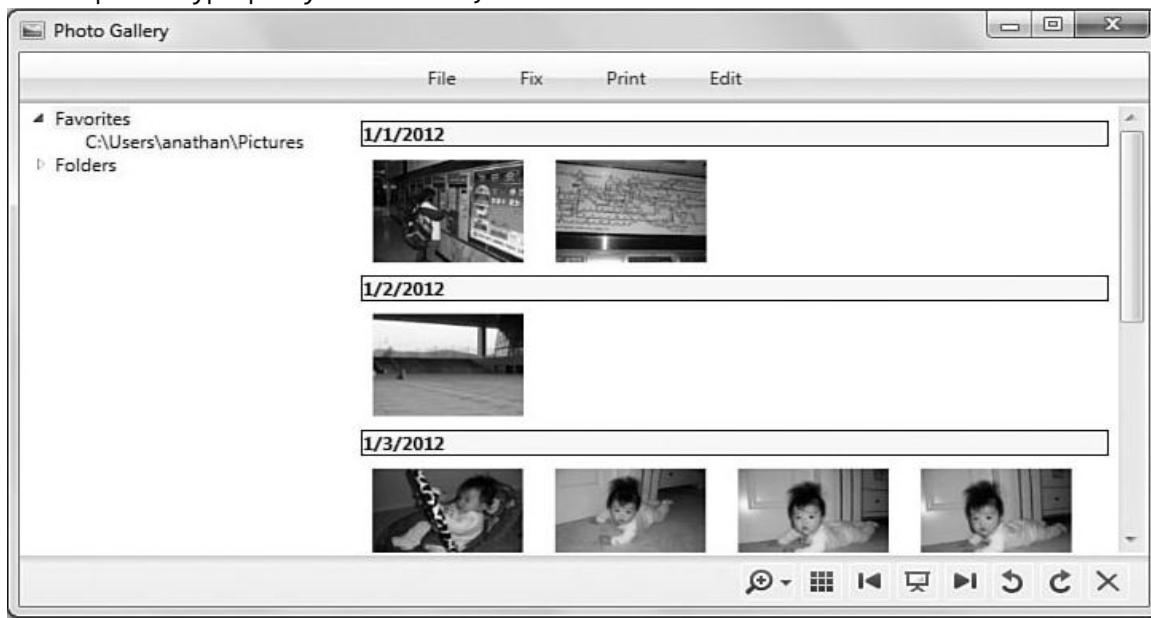 Photo Gallery
File Fix Print Edit
Favorites
C:\Users\anathan\Pictures
Folders
1/1/2012
1/2/2012
1/3/2012